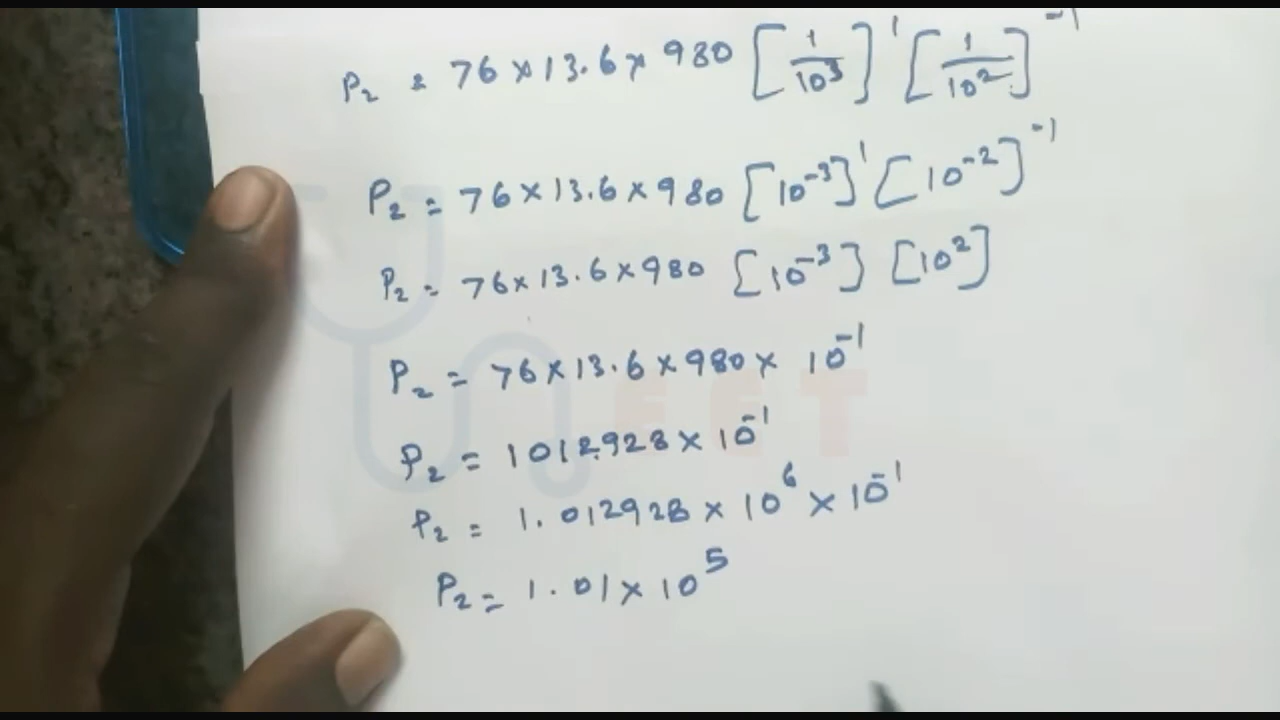 P₂ = 76 × 13.6 × 980 [1/10³]¹ [1/10²]⁻¹
P₂ = 76 × 13.6 × 980 [10⁻³]¹ [10⁻²]⁻¹
P₂ = 76 × 13.6 × 980 [10⁻³] [10²]
P₂ = 76 × 13.6 × 980 × 10⁻¹
P₂ = 1012928 × 10⁻¹
P₂ = 1.012928 × 10⁶ × 10⁻¹
P₂ = 1.01 × 10⁵